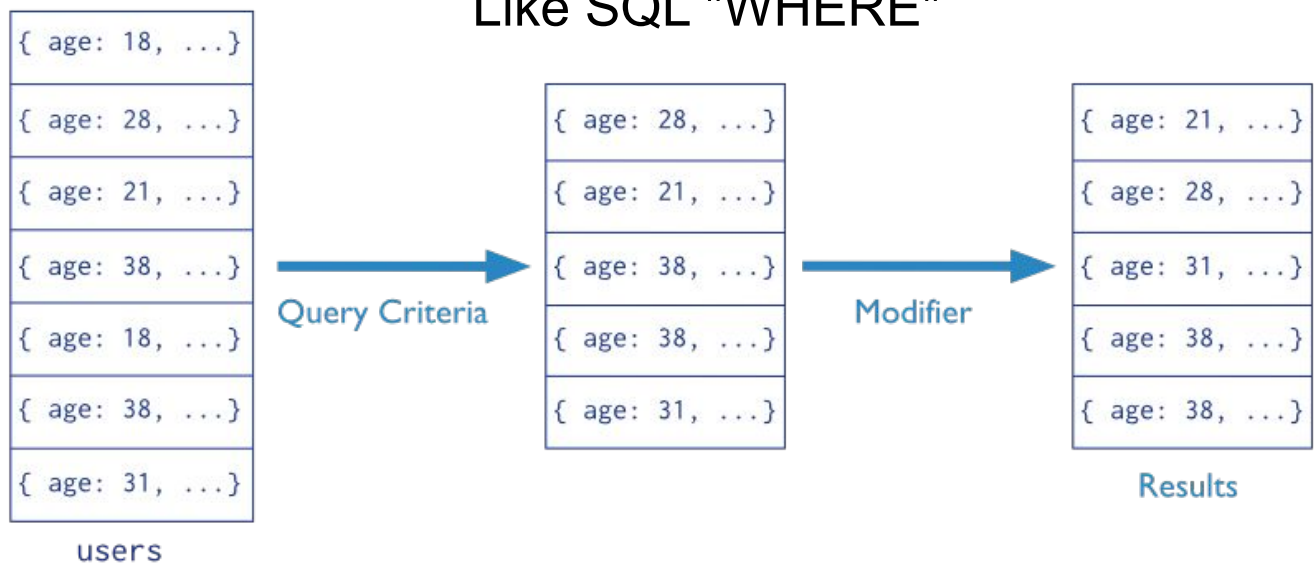 Like SQL "WHERE"
{ age: 18, ...}
{ age: 28, ...}
{ age: 21, ...}
{ age: 38, ...}
{ age: 18, ...}
{ age: 38, ...}
{ age: 31, ...}
users
Query Criteria
{ age: 28, ...}
{ age: 21, ...}
{ age: 38, ...}
{ age: 38, ...}
{ age: 31, ...}
Modifier
{ age: 21, ...}
{ age: 28, ...}
{ age: 31, ...}
{ age: 38, ...}
{ age: 38, ...}
Results